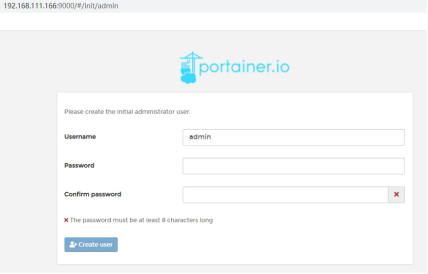 192.168.111.166:9000/#/init/admin
portainer.io
Please create the initial administrator user.
Username
admin
Password
Confirm password
The password must be at least 8 characters long
Create user